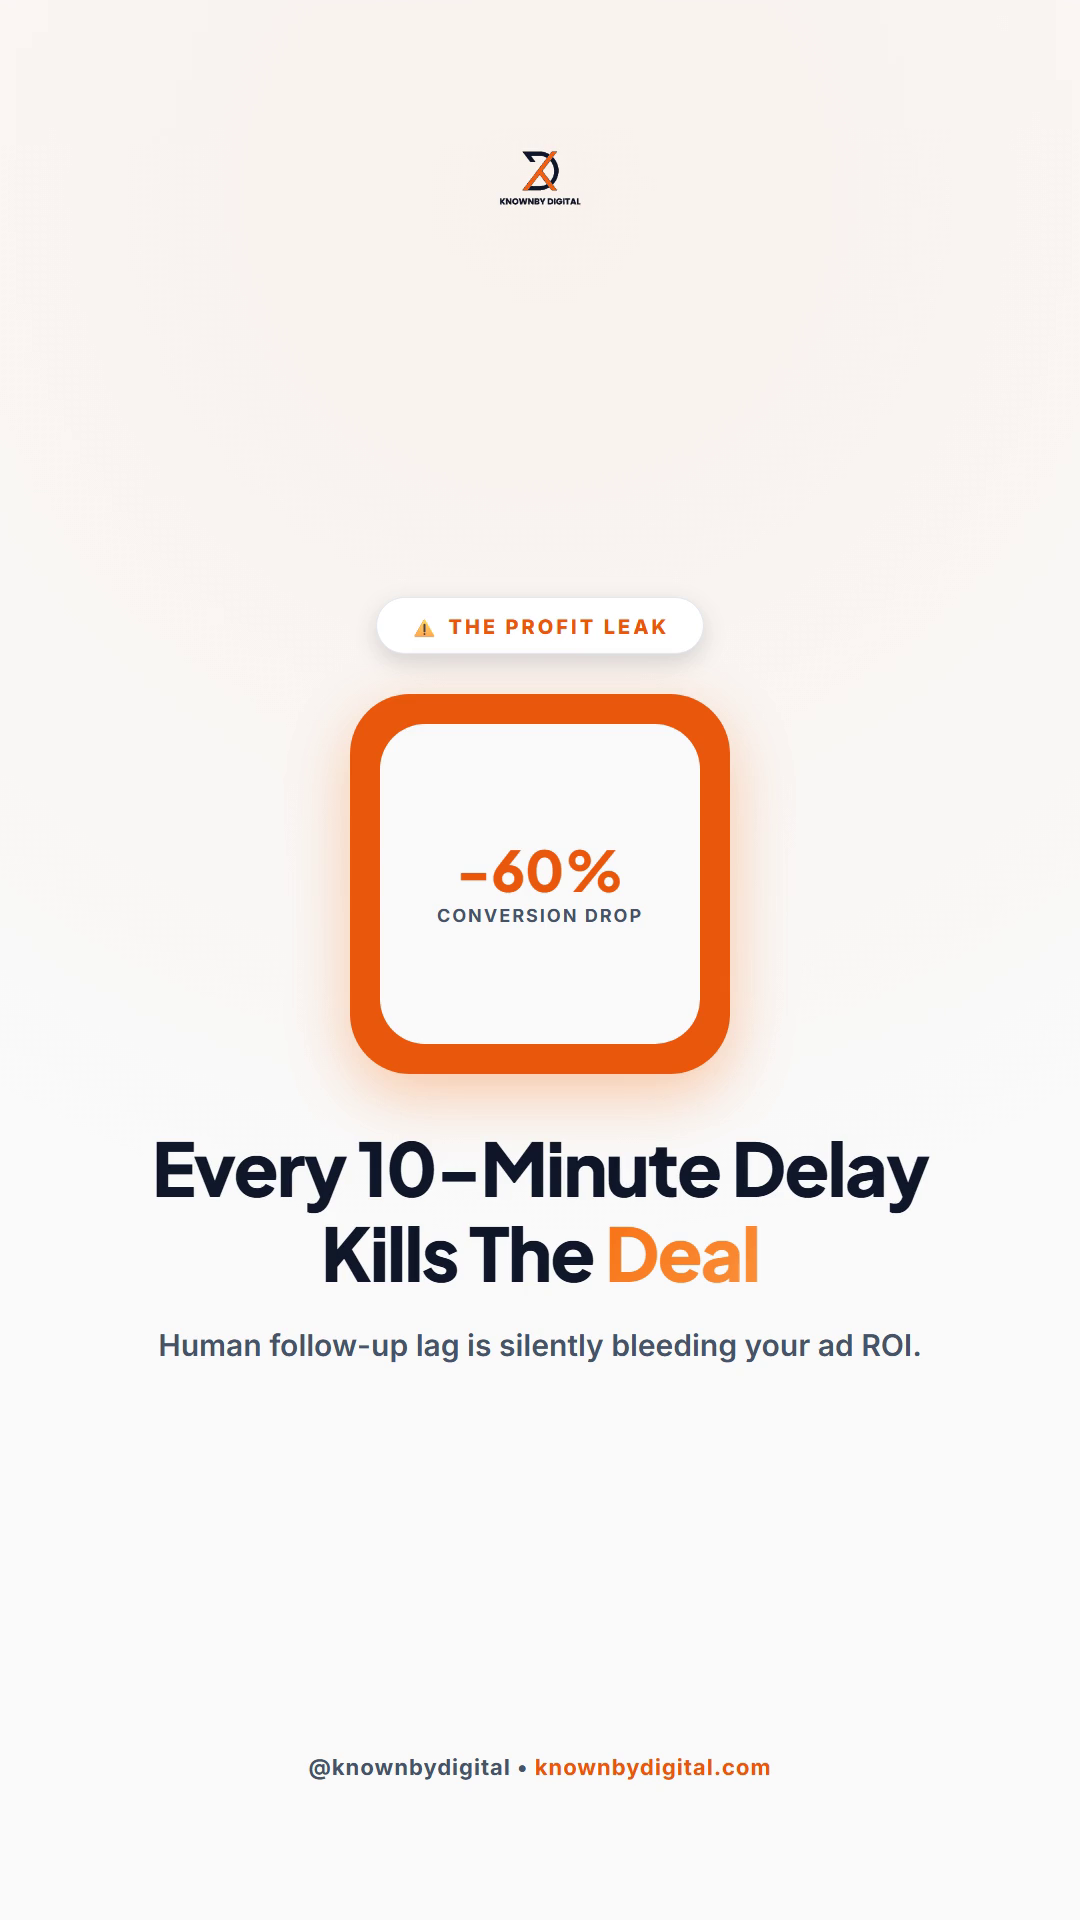 KNOWNBY DIGITAL
⚠️ THE PROFIT LEAK
-60%
CONVERSION DROP
Every 10-Minute Delay
Kills The Deal
Human follow-up lag is silently bleeding your ad ROI.
@knownbydigital • knownbydigital.com